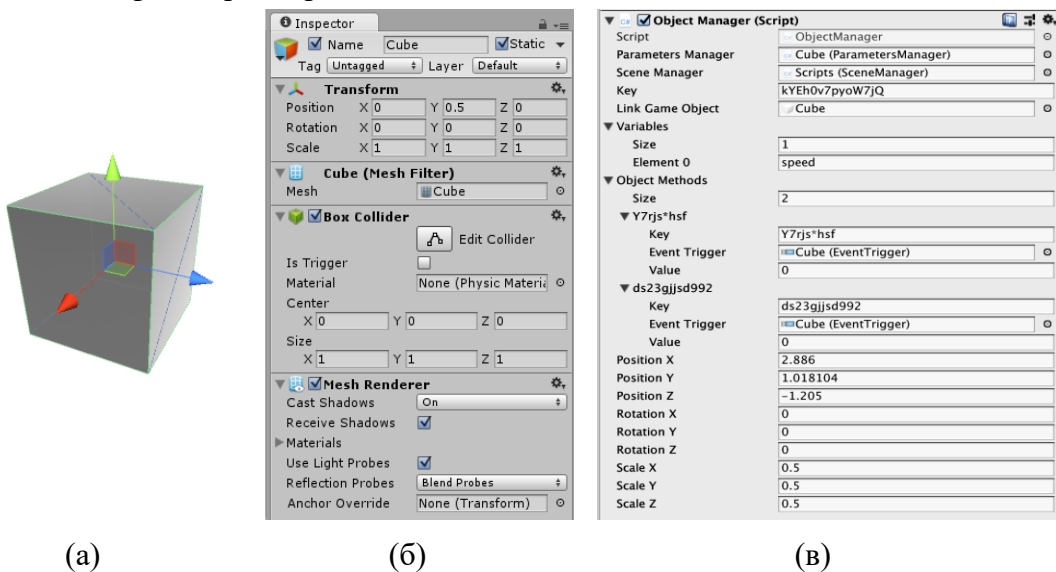 Inspector
Name Cube Static
Tag Untagged Layer Default
Transform
Position X 0 Y 0.5 Z 0
Rotation X 0 Y 0 Z 0
Scale X 1 Y 1 Z 1
Cube (Mesh Filter)
Mesh Cube
Box Collider
Edit Collider
Is Trigger
Material None (Physic Materia
Center
X 0 Y 0 Z 0
Size
X 1 Y 1 Z 1
Mesh Renderer
Cast Shadows On
Receive Shadows
Materials
Use Light Probes
Reflection Probes Blend Probes
Anchor Override None (Transform)
Object Manager (Script)
Script ObjectManager
Parameters Manager Cube (ParametersManager)
Scene Manager Scripts (SceneManager)
Key kYEh0v7pyoW7jQ
Link Game Object Cube
Variables
Size 1
Element 0 speed
Object Methods
Size 2
Y7rjs*hsf
Key Y7rjs*hsf
Event Trigger Cube (EventTrigger)
Value 0
ds23gjjsd992
Key ds23gjjsd992
Event Trigger Cube (EventTrigger)
Value 0
Position X 2.886
Position Y 1.018104
Position Z -1.205
Rotation X 0
Rotation Y 0
Rotation Z 0
Scale X 0.5
Scale Y 0.5
Scale Z 0.5
(а) (б) (в)